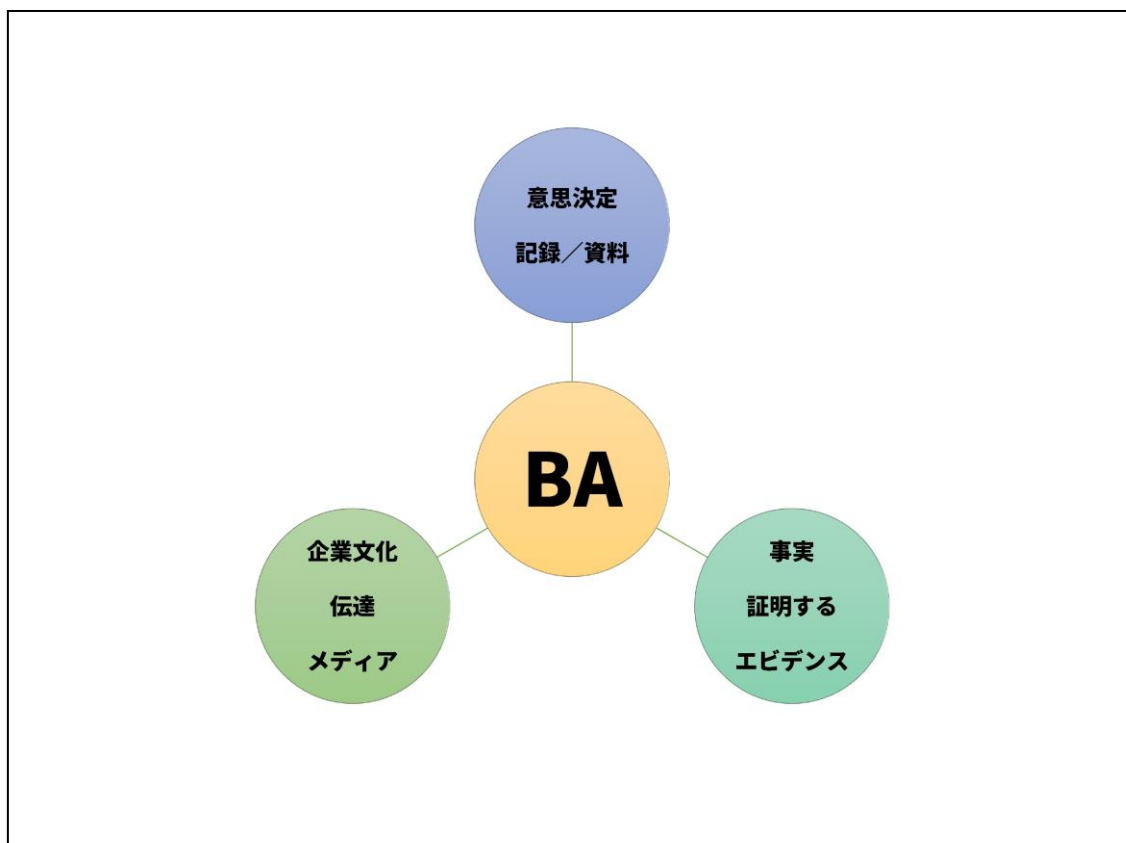 意思決定
記録／資料
BA
企業文化
伝達
メディア
事実
証明する
エビデンス